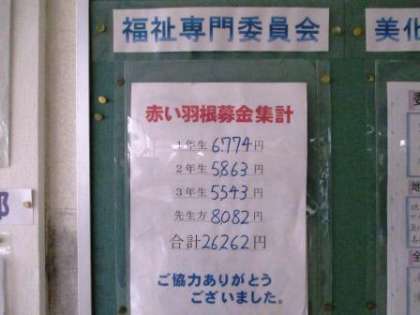 福祉専門委員会
美化
赤い羽根募金集計
1年生 6,774円
2年生 5,863円
3年生 5,543円
先生方 8,082円
合計26,262円
ご協力ありがとう
ございました。
部